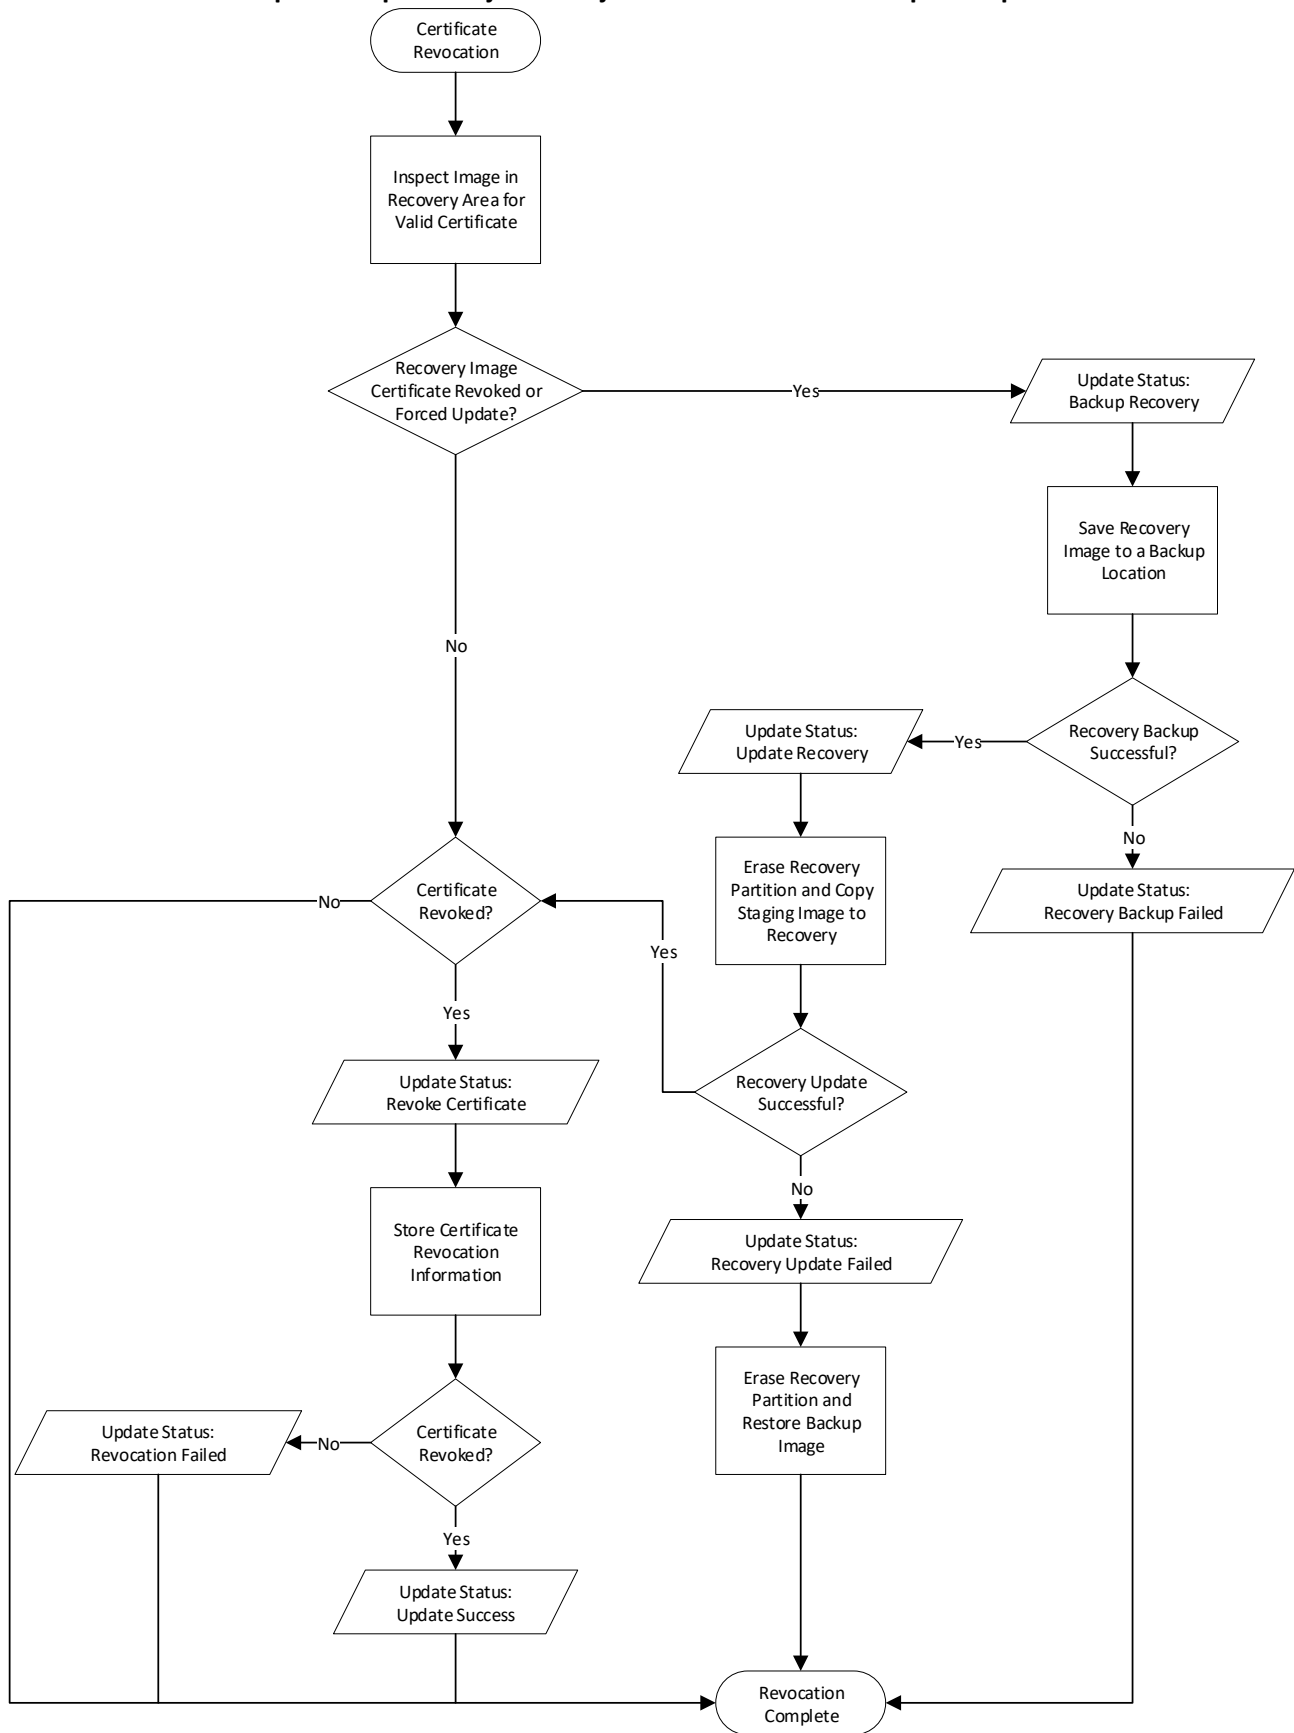 Certificate
Revocation
Inspect Image in
Recovery Area for
Valid Certificate
Recovery Image
Certificate Revoked or
Forced Update?
Yes
Update Status:
Backup Recovery
Save Recovery
Image to a Backup
Location
No
Recovery Backup
Successful?
Yes
Update Status:
Update Recovery
No
Update Status:
Recovery Backup Failed
Erase Recovery
Partition and Copy
Staging Image to
Recovery
Certificate
Revoked?
No
Yes
Yes
Recovery Update
Successful?
Update Status:
Revoke Certificate
No
Update Status:
Recovery Update Failed
Store Certificate
Revocation
Information
Erase Recovery
Partition and
Restore Backup
Image
Certificate
Revoked?
No
Update Status:
Revocation Failed
Yes
Update Status:
Update Success
Revocation
Complete